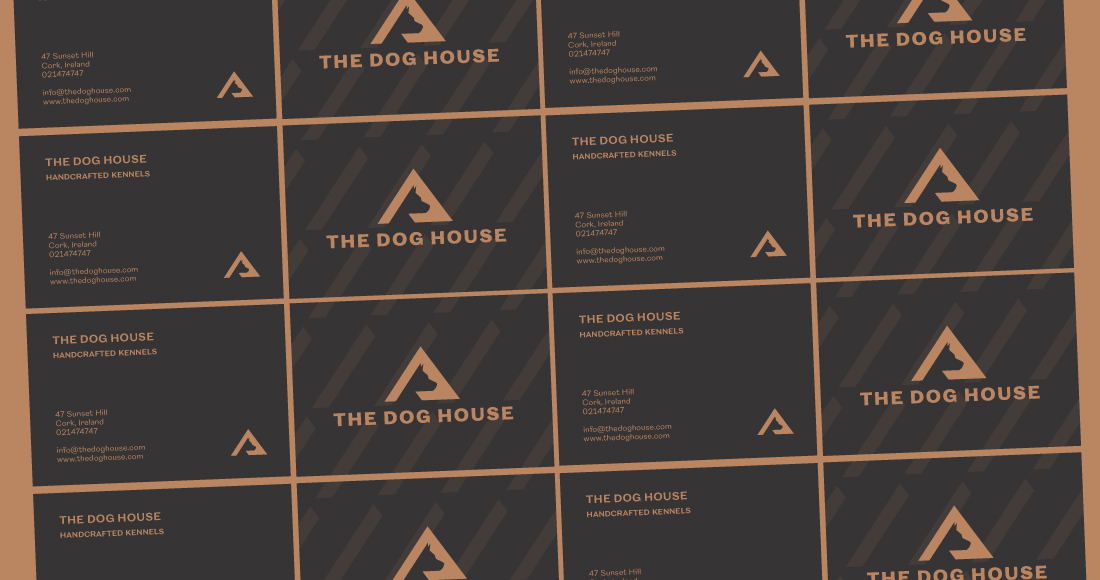 47 Sunset Hill
Cork, Ireland
021474747
info@thedoghouse.com
www.thedoghouse.com
THE DOG HOUSE
47 Sunset Hill
Cork, Ireland
021474747
info@thedoghouse.com
www.thedoghouse.com
THE DOG HOUSE
THE DOG HOUSE
HANDCRAFTED KENNELS
47 Sunset Hill
Cork, Ireland
021474747
info@thedoghouse.com
www.thedoghouse.com
THE DOG HOUSE
THE DOG HOUSE
HANDCRAFTED KENNELS
47 Sunset Hill
Cork, Ireland
021474747
info@thedoghouse.com
www.thedoghouse.com
THE DOG HOUSE
THE DOG HOUSE
HANDCRAFTED KENNELS
47 Sunset Hill
Cork, Ireland
021474747
info@thedoghouse.com
www.thedoghouse.com
THE DOG HOUSE
THE DOG HOUSE
HANDCRAFTED KENNELS
47 Sunset Hill
Cork, Ireland
021474747
info@thedoghouse.com
www.thedoghouse.com
THE DOG HOUSE
THE DOG HOUSE
HANDCRAFTED KENNELS
THE DOG HOUSE
HANDCRAFTED KENNELS
47 Sunset Hill
THE DOG HOUSE